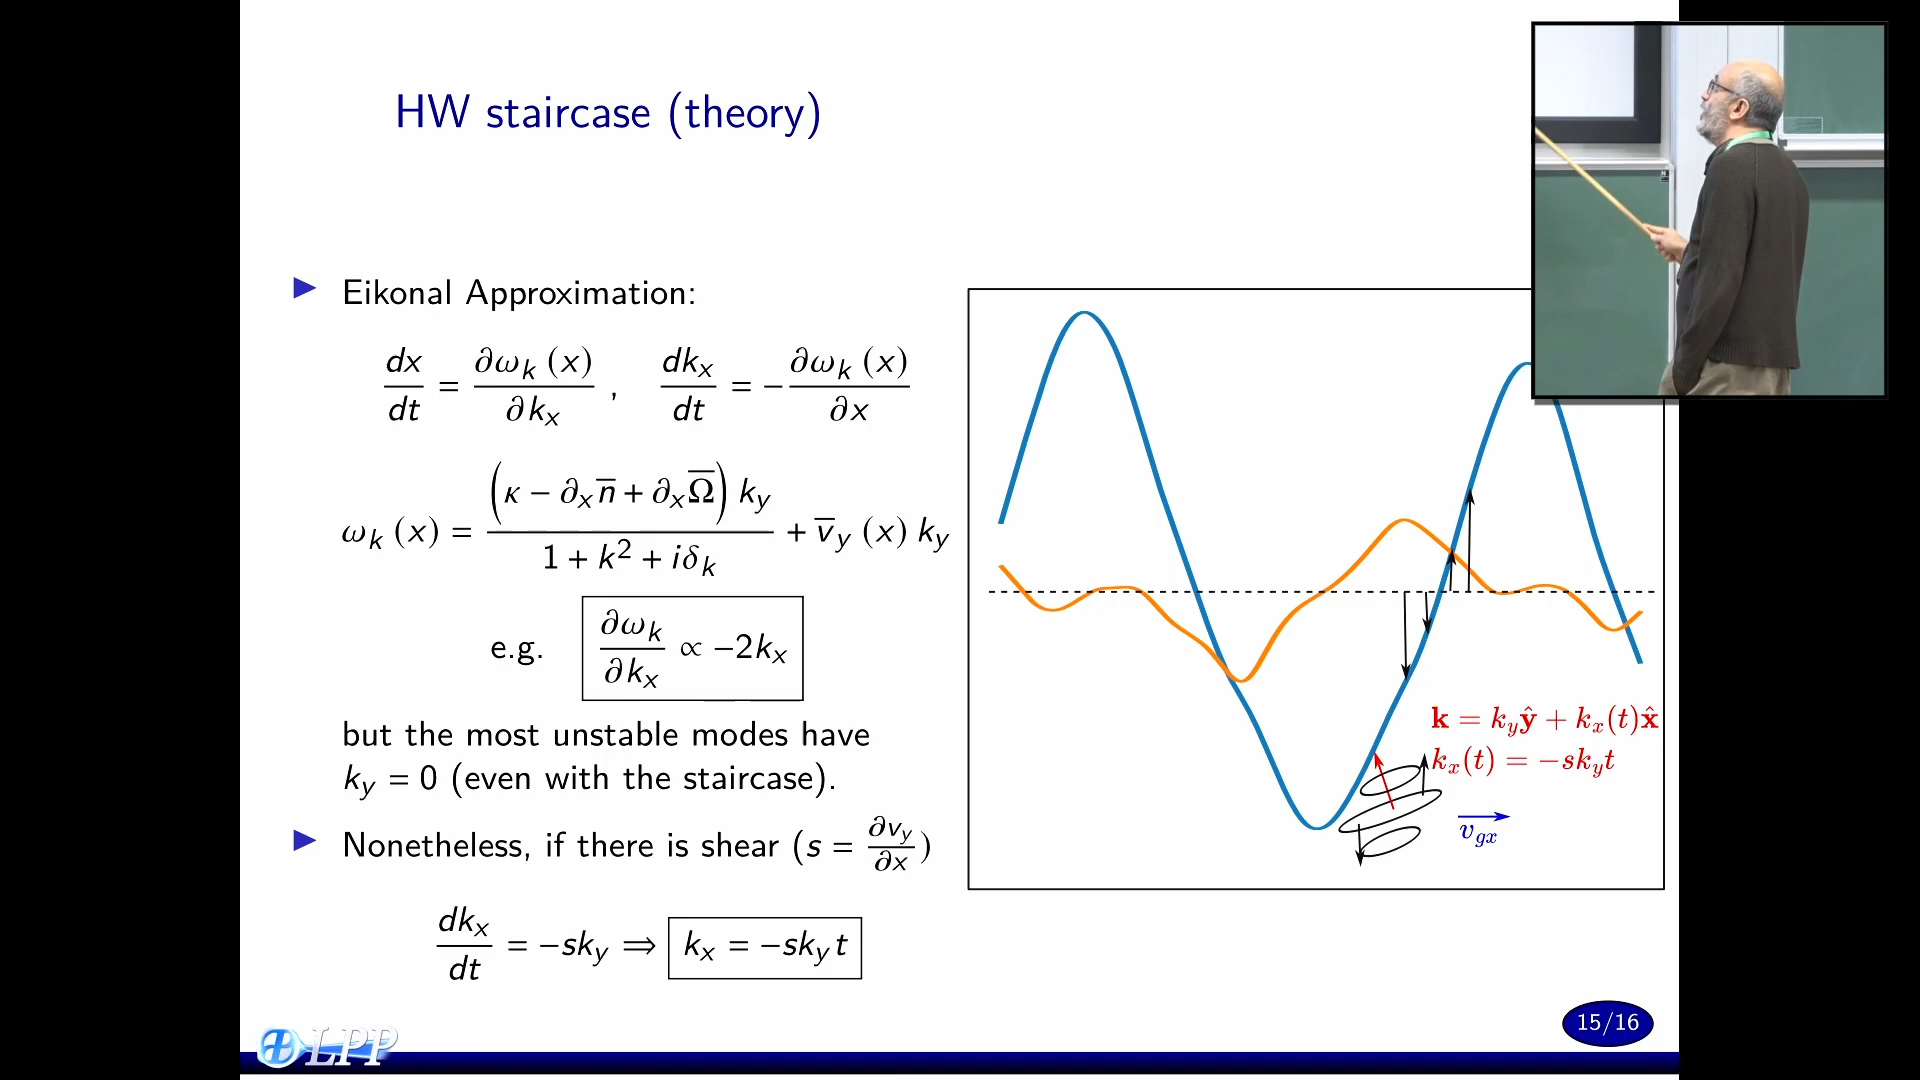 HW staircase (theory)
▶ Eikonal Approximation:
dx/dt = ∂ω_k (x)/∂k_x , dk_x/dt = −∂ω_k (x)/∂x
ω_k (x) = (κ − ∂_x n̅ + ∂_x Ω̅) k_y / (1 + k² + iδ_k) + v̅_y (x) k_y
e.g. ∂ω_k/∂k_x ∝ −2k_x
but the most unstable modes have
k_y = 0 (even with the staircase).
▶ Nonetheless, if there is shear (s = ∂v_y/∂x)
dk_x/dt = −sk_y ⇒ k_x = −sk_y t
𝐤 = k_y ŷ + k_x(t) x̂
k_x(t) = −sk_y t
v_gx
15/16
LPP